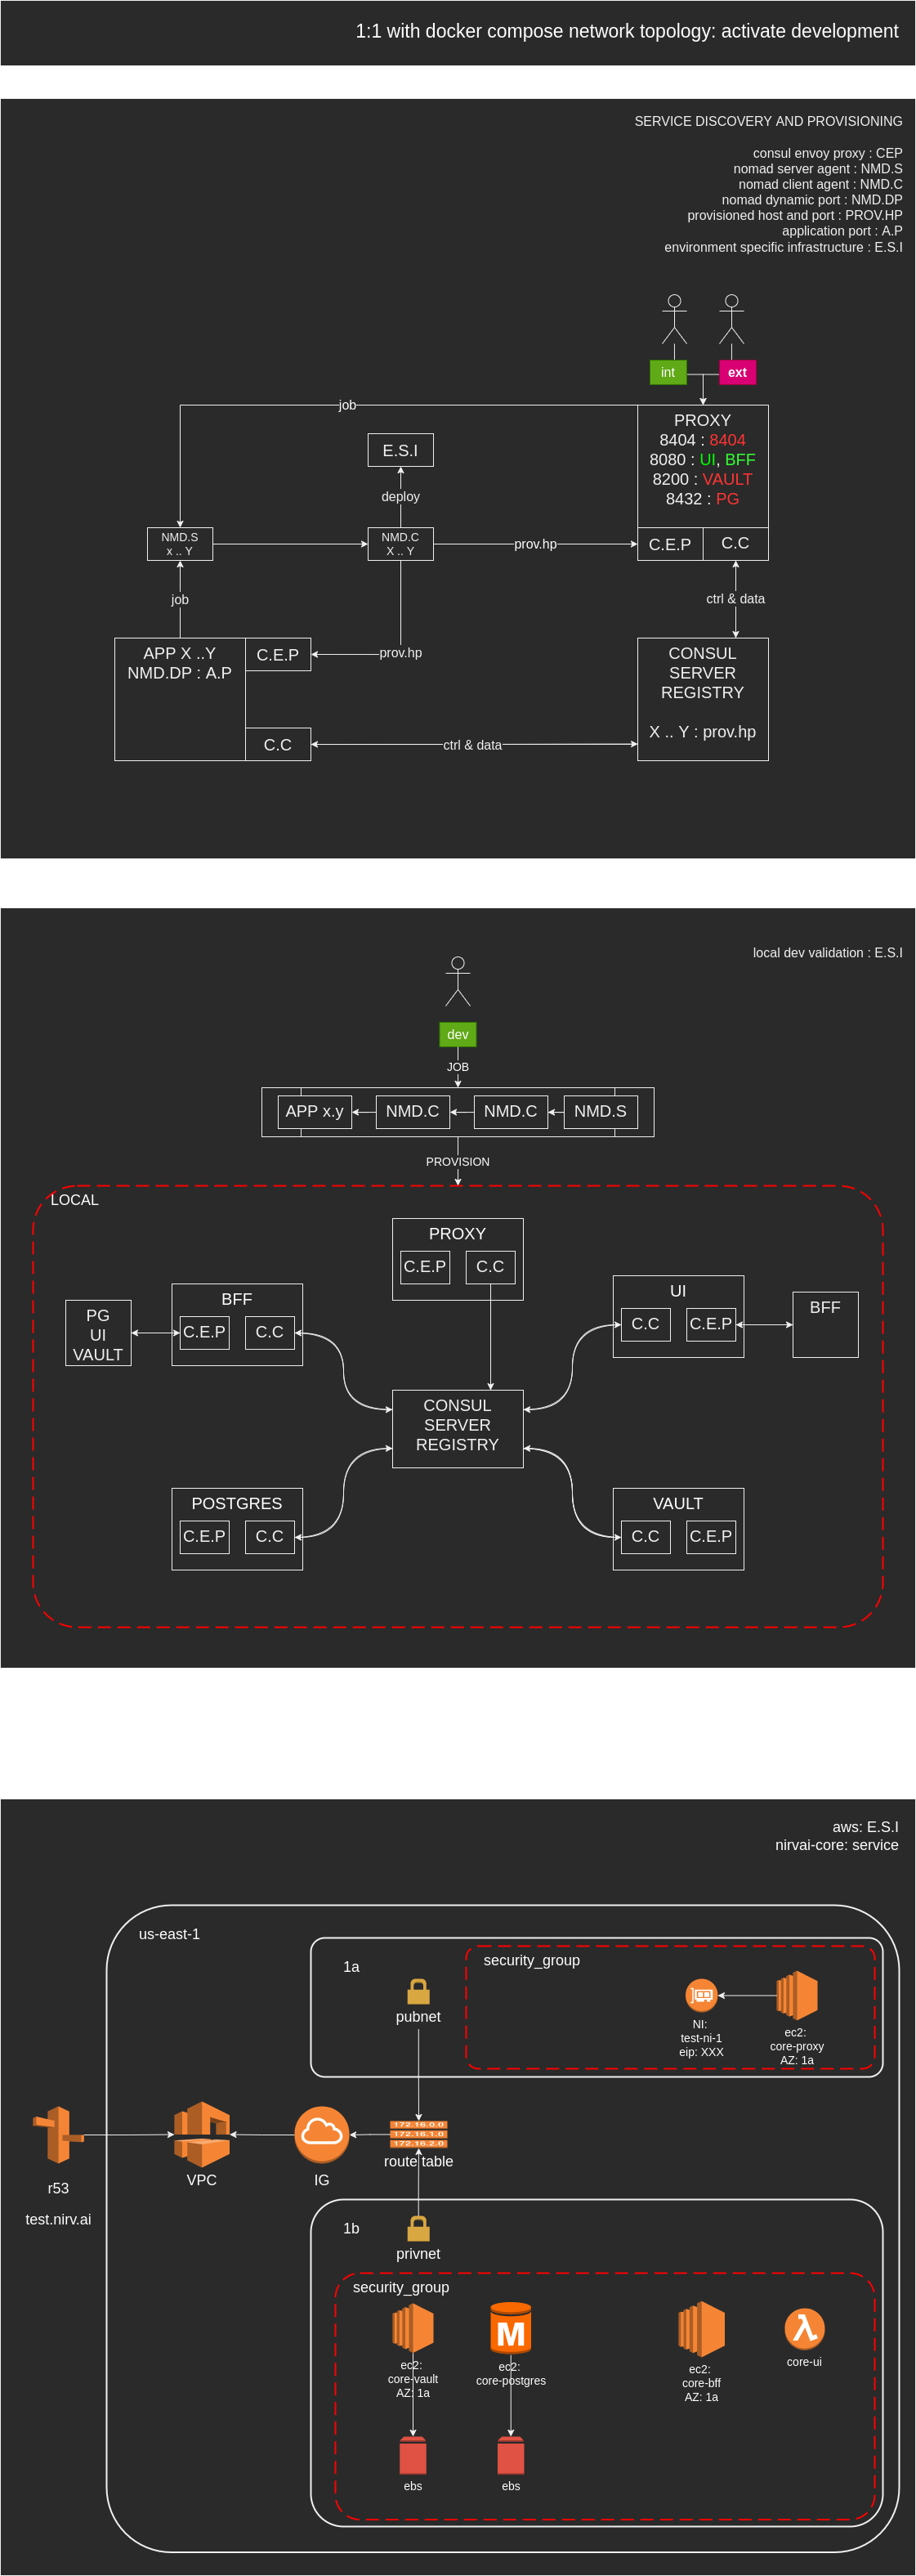 1:1 with docker compose network topology: activate development
SERVICE DISCOVERY AND PROVISIONING
consul envoy proxy : CEP
nomad server agent : NMD.S
nomad client agent : NMD.C
nomad dynamic port : NMD.DP
provisioned host and port : PROV.HP
application port : A.P
environment specific infrastructure : E.S.I
int
ext
job
PROXY
8404 : 8404
8080 : UI, BFF
8200 : VAULT
8432 : PG
E.S.I
deploy
NMD.S
x .. Y
NMD.C
X .. Y
prov.hp
C.E.P
C.C
job
ctrl & data
APP X ..Y
NMD.DP : A.P
C.E.P
prov.hp
CONSUL
SERVER
REGISTRY
X .. Y : prov.hp
C.C
ctrl & data
local dev validation : E.S.I
dev
JOB
APP x.y
NMD.C
NMD.C
NMD.S
PROVISION
LOCAL
PROXY
C.E.P
C.C
BFF
C.E.P
C.C
PG
UI
VAULT
UI
C.C
C.E.P
BFF
CONSUL
SERVER
REGISTRY
POSTGRES
C.E.P
C.C
VAULT
C.C
C.E.P
aws: E.S.I
nirvai-core: service
us-east-1
1a
security_group
pubnet
NI:
test-ni-1
eip: XXX
ec2:
core-proxy
AZ: 1a
172.16.0.0
172.16.1.0
172.16.2.0
route table
r53
test.nirv.ai
VPC
IG
1b
privnet
security_group
ec2:
core-vault
AZ: 1a
ec2:
core-postgres
ec2:
core-bff
AZ: 1a
core-ui
ebs
ebs